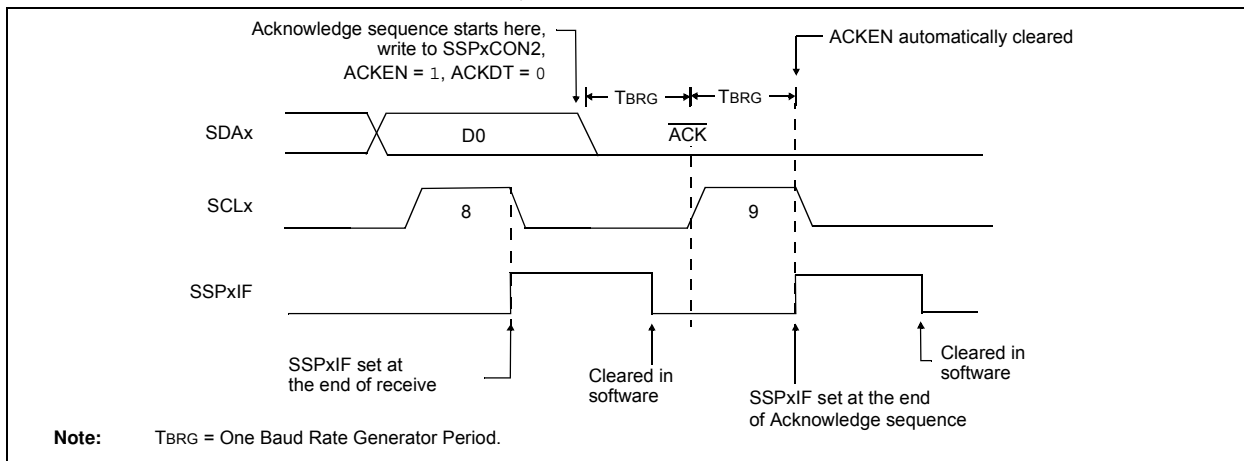 Acknowledge sequence starts here,
write to SSPxCON2,
ACKEN = 1, ACKDT = 0
ACKEN automatically cleared
TBRG
TBRG
SDAx
D0
ACK
SCLx
8
9
SSPxIF
SSPxIF set at
the end of receive
Cleared in
software
SSPxIF set at the end
of Acknowledge sequence
Cleared in
software
Note: TBRG = One Baud Rate Generator Period.